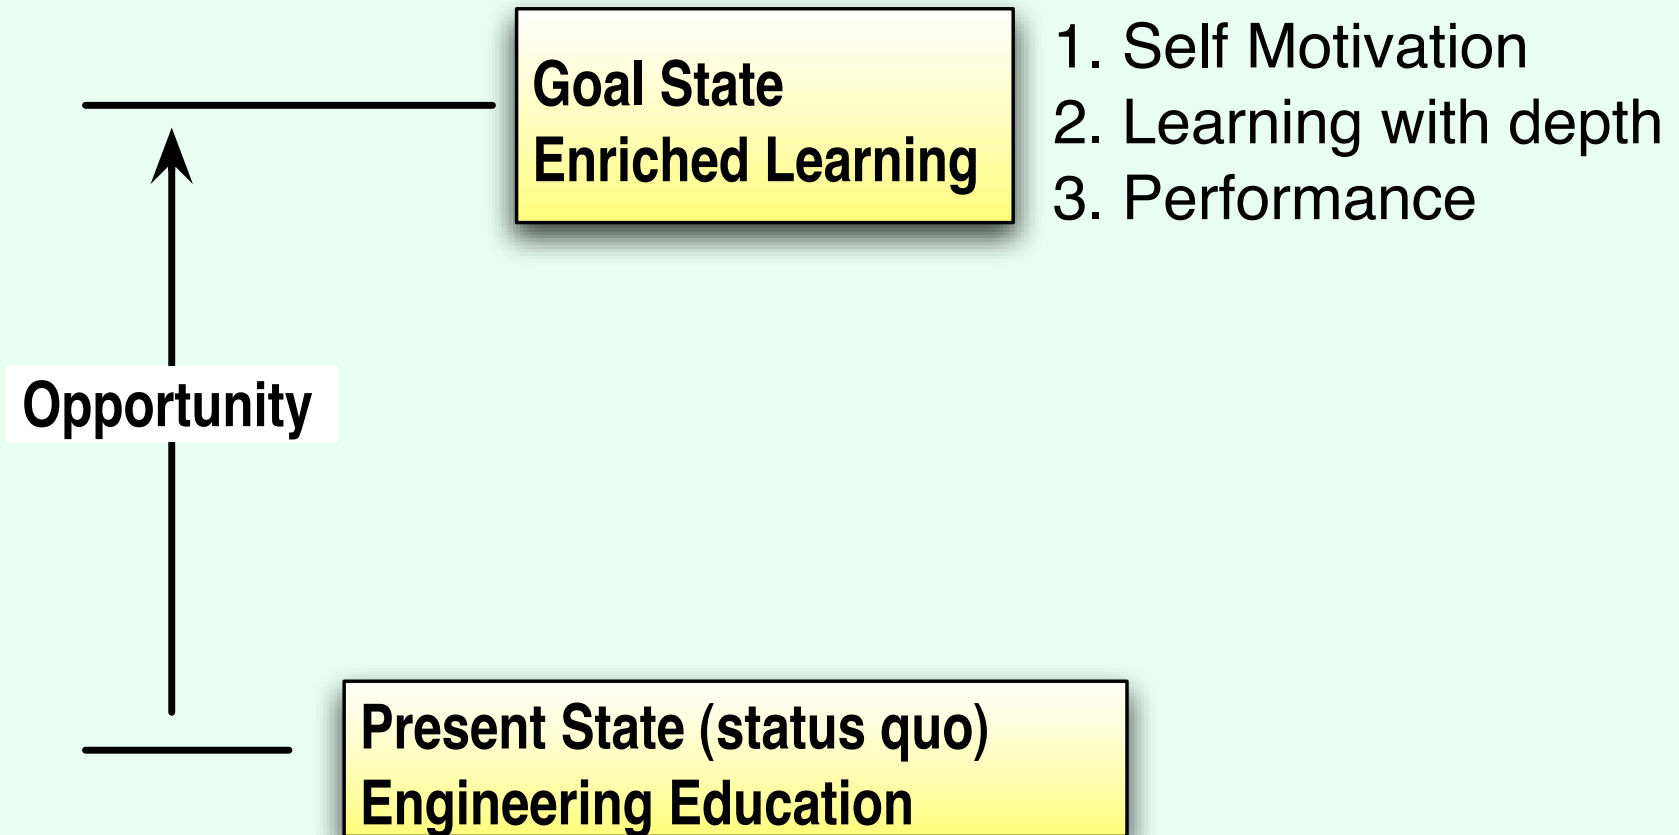 Goal State
Enriched Learning
1. Self Motivation
2. Learning with depth
3. Performance
Opportunity
Present State (status quo)
Engineering Education